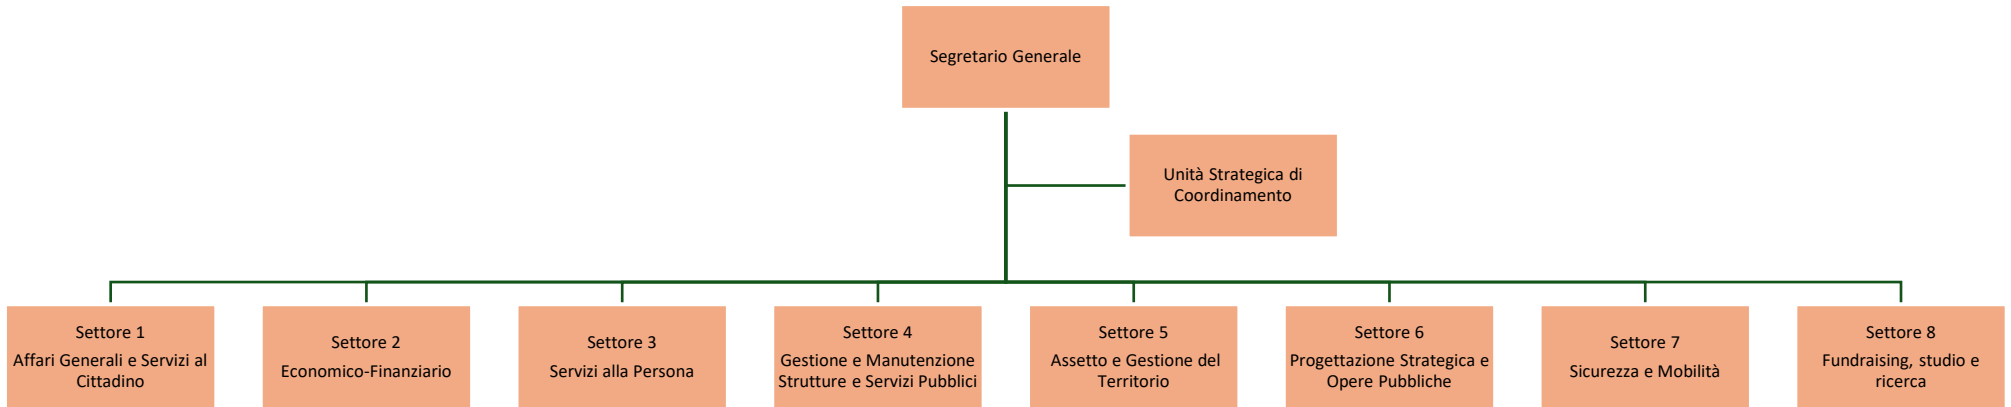 Segretario Generale
Unità Strategica di
Coordinamento
Settore 1
Affari Generali e Servizi al
Cittadino
Settore 2
Economico-Finanziario
Settore 3
Servizi alla Persona
Settore 4
Gestione e Manutenzione
Strutture e Servizi Pubblici
Settore 5
Assetto e Gestione del
Territorio
Settore 6
Progettazione Strategica e
Opere Pubbliche
Settore 7
Sicurezza e Mobilità
Settore 8
Fundraising, studio e
ricerca